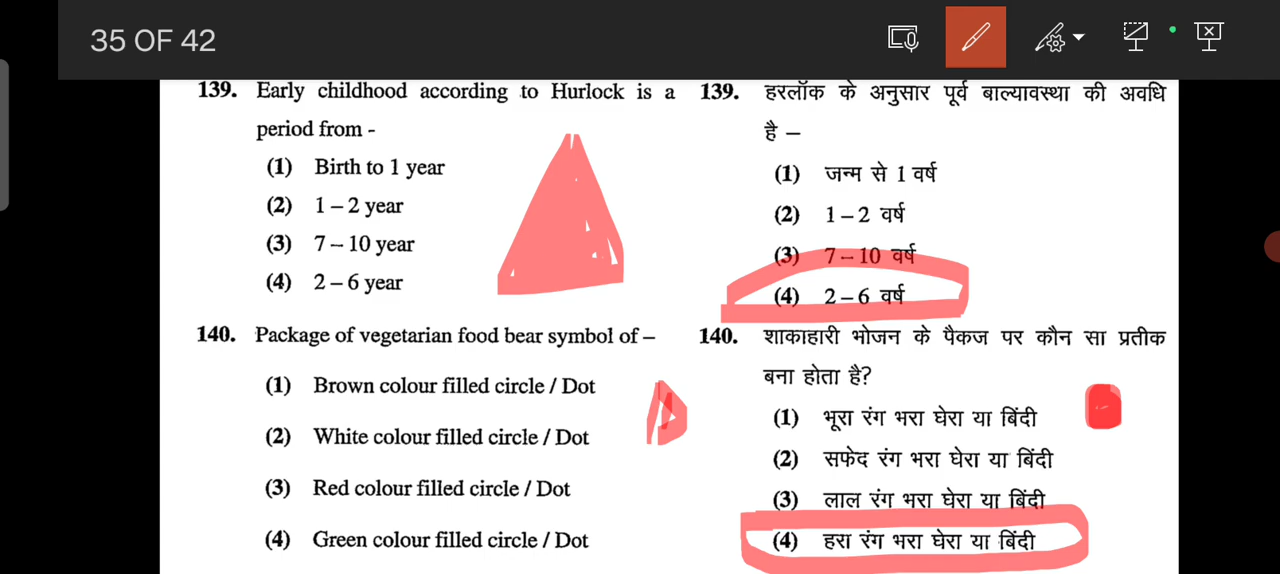 35 OF 42
139. Early childhood according to Hurlock is a
period from -
(1) Birth to 1 year
(2) 1 – 2 year
(3) 7 – 10 year
(4) 2 – 6 year
140. Package of vegetarian food bear symbol of –
(1) Brown colour filled circle / Dot
(2) White colour filled circle / Dot
(3) Red colour filled circle / Dot
(4) Green colour filled circle / Dot
139. हरलॉक के अनुसार पूर्व बाल्यावस्था की अवधि
है –
(1) जन्म से 1 वर्ष
(2) 1 – 2 वर्ष
(3) 7 – 10 वर्ष
(4) 2 – 6 वर्ष
140. शाकाहारी भोजन के पैकज पर कौन सा प्रतीक
बना होता है?
(1) भूरा रंग भरा घेरा या बिंदी
(2) सफेद रंग भरा घेरा या बिंदी
(3) लाल रंग भरा घेरा या बिंदी
(4) हरा रंग भरा घेरा या बिंदी